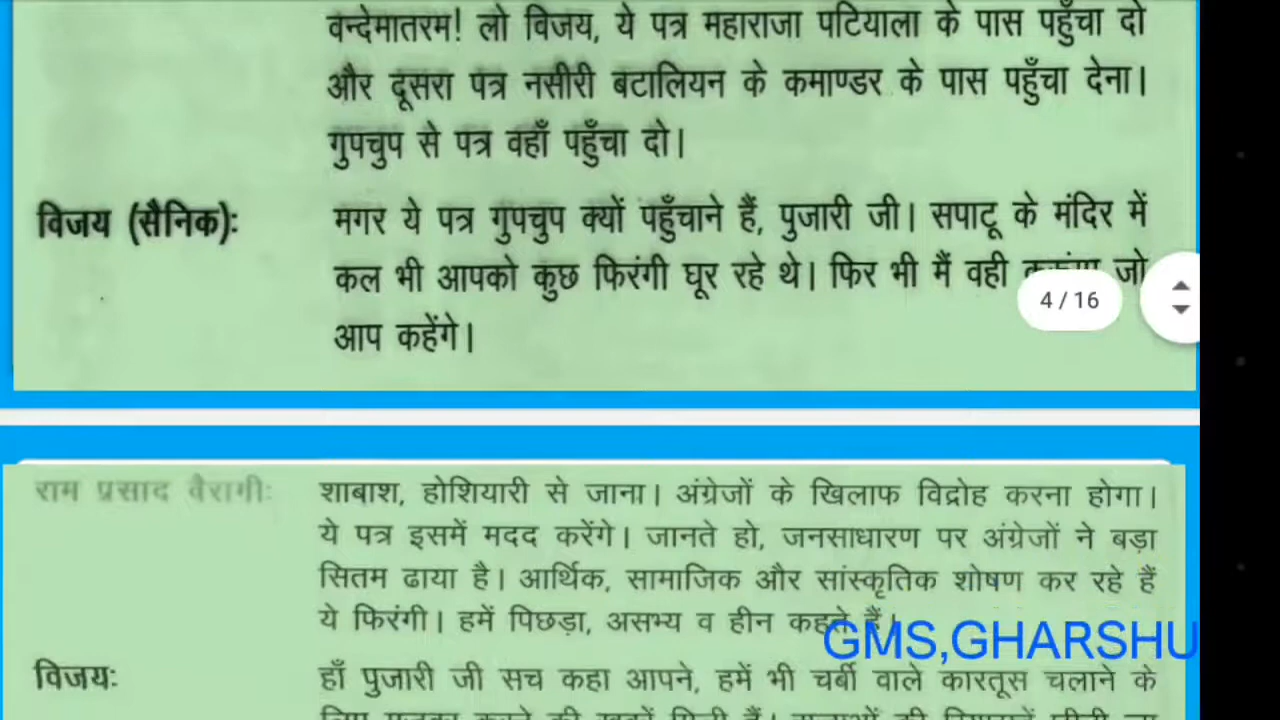 वन्देमातरम! लो विजय, ये पत्र महाराजा पटियाला के पास पहुँचा दो
और दूसरा पत्र नसीरी बटालियन के कमाण्डर के पास पहुँचा देना।
गुपचुप से पत्र वहाँ पहुँचा दो।
विजय (सैनिक): मगर ये पत्र गुपचुप क्यों पहुँचाने हैं, पुजारी जी। सपाटू के मंदिर में
कल भी आपको कुछ फिरंगी घूर रहे थे। फिर भी मैं वही जो
4 / 16
आप कहेंगे।
राम प्रसाद वैरागी: शाबाश, होशियारी से जाना। अंग्रेजों के खिलाफ विद्रोह करना होगा।
ये पत्र इसमें मदद करेंगे। जानते हो, जनसाधारण पर अंग्रेजों ने बड़ा
सितम ढाया है। आर्थिक, सामाजिक और सांस्कृतिक शोषण कर रहे हैं
ये फिरंगी। हमें पिछड़ा, असभ्य व हीन कहते हैं।
GMS,GHARSHU
विजय: हाँ पुजारी जी सच कहा आपने, हमें भी चर्बी वाले कारतूस चलाने के